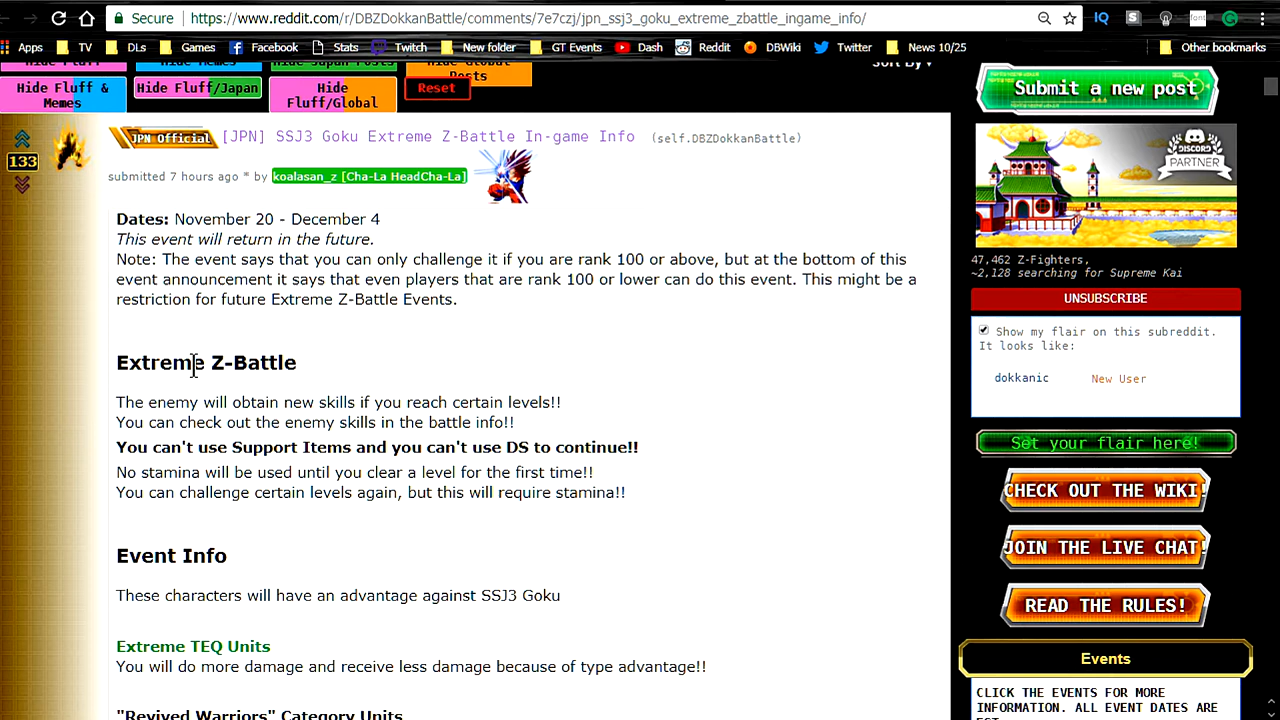 Secure https://www.reddit.com/r/DBZDokkanBattle/comments/7e7czj/jpn_ssj3_goku_extreme_zbattle_ingame_info/
IQ S font
Apps TV DLs Games Facebook Stats Twitch New folder GT Events Dash Reddit DBWiki Twitter News 10/25 Other bookmarks
Hide Fluff Hide Memes Hide Japan Posts Hide Global Posts
Sort By
Hide Fluff & Memes
Hide Fluff/Japan
Hide Fluff/Global
Reset
133
JPN Official [JPN] SSJ3 Goku Extreme Z-Battle In-game Info (self.DBZDokkanBattle)
submitted 7 hours ago * by koalasan_z [Cha-La HeadCha-La]
Dates: November 20 - December 4
This event will return in the future.
Note: The event says that you can only challenge it if you are rank 100 or above, but at the bottom of this
event announcement it says that even players that are rank 100 or lower can do this event. This might be a
restriction for future Extreme Z-Battle Events.
Extreme Z-Battle
The enemy will obtain new skills if you reach certain levels!!
You can check out the enemy skills in the battle info!!
You can't use Support Items and you can't use DS to continue!!
No stamina will be used until you clear a level for the first time!!
You can challenge certain levels again, but this will require stamina!!
Event Info
These characters will have an advantage against SSJ3 Goku
Extreme TEQ Units
You will do more damage and receive less damage because of type advantage!!
"Revived Warriors" Category Units
Submit a new post
DISCORD
PARTNER
47,462 Z-Fighters,
~2,128 searching for Supreme Kai
UNSUBSCRIBE
Show my flair on this subreddit.
It looks like:
dokkanic New User
Set your flair here!
CHECK OUT THE WIKI!
JOIN THE LIVE CHAT!
READ THE RULES!
Events
CLICK THE EVENTS FOR MORE
INFORMATION. ALL EVENT DATES ARE